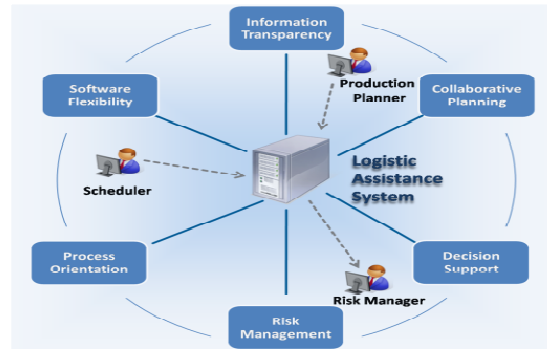 Information
Transparency
Production
Planner
Software
Flexibility
Collaborative
Planning
Scheduler
Logistic
Assistance
System
Process
Orientation
Decision
Support
Risk Manager
Risk
Management